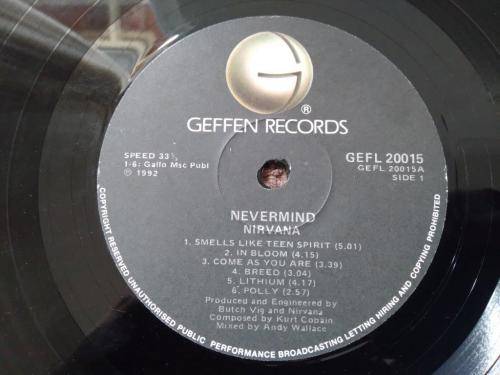 ®
GEFFEN RECORDS
SPEED 33 ⅓
1-6: Gallo Msc Publ
℗ 1992
GEFL 20015
GEFL 20015A
SIDE 1
NEVERMIND
NIRVANA
1. SMELLS LIKE TEEN SPIRIT (5.01)
2. IN BLOOM (4.15)
3. COME AS YOU ARE (3.39)
4. BREED (3.04)
5. LITHIUM (4.17)
6. POLLY (2.57)
Produced and Engineered by
Butch Vig and Nirvana
Composed by Kurt Cobain
Mixed by Andy Wallace
COPYRIGHT RESERVED UNAUTHORISED PUBLIC PERFORMANCE BROADCASTING LETTING HIRING AND COPYING PROHIBITED